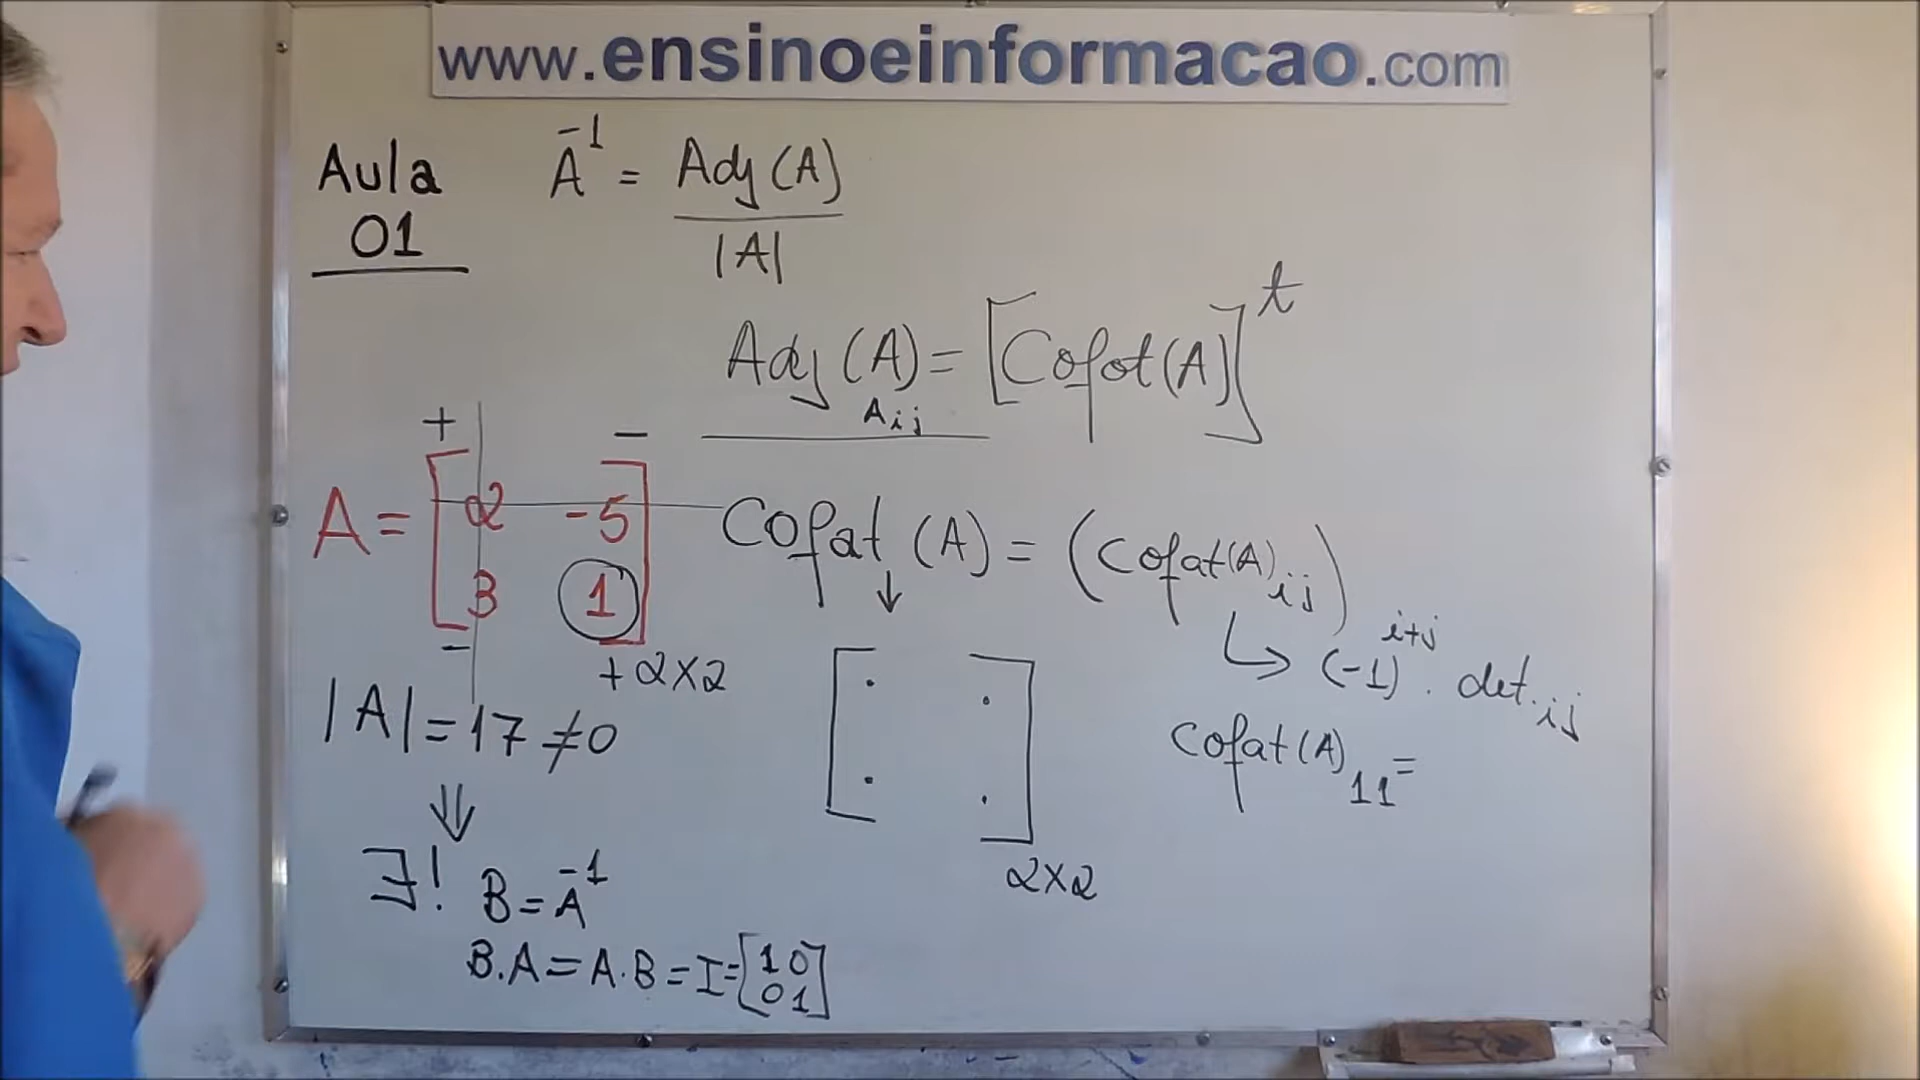 www.ensinoeinformacao.com
Aula
01
A⁻¹ = Adj(A)
|A|
Adj(A) = [Cofat(A)]ᵗ
Aij
+ -
A = [2 -5
3 1]
- + 2x2
|A| = 17 ≠ 0
⇓
∃! B = A⁻¹
B.A = A.B = I = [1 0
0 1]
Cofat(A) = (Cofat(A)ij)
↓
↳ (-1)^i+j . det.ij
[. .
. .]
2x2
Cofat(A)11 =